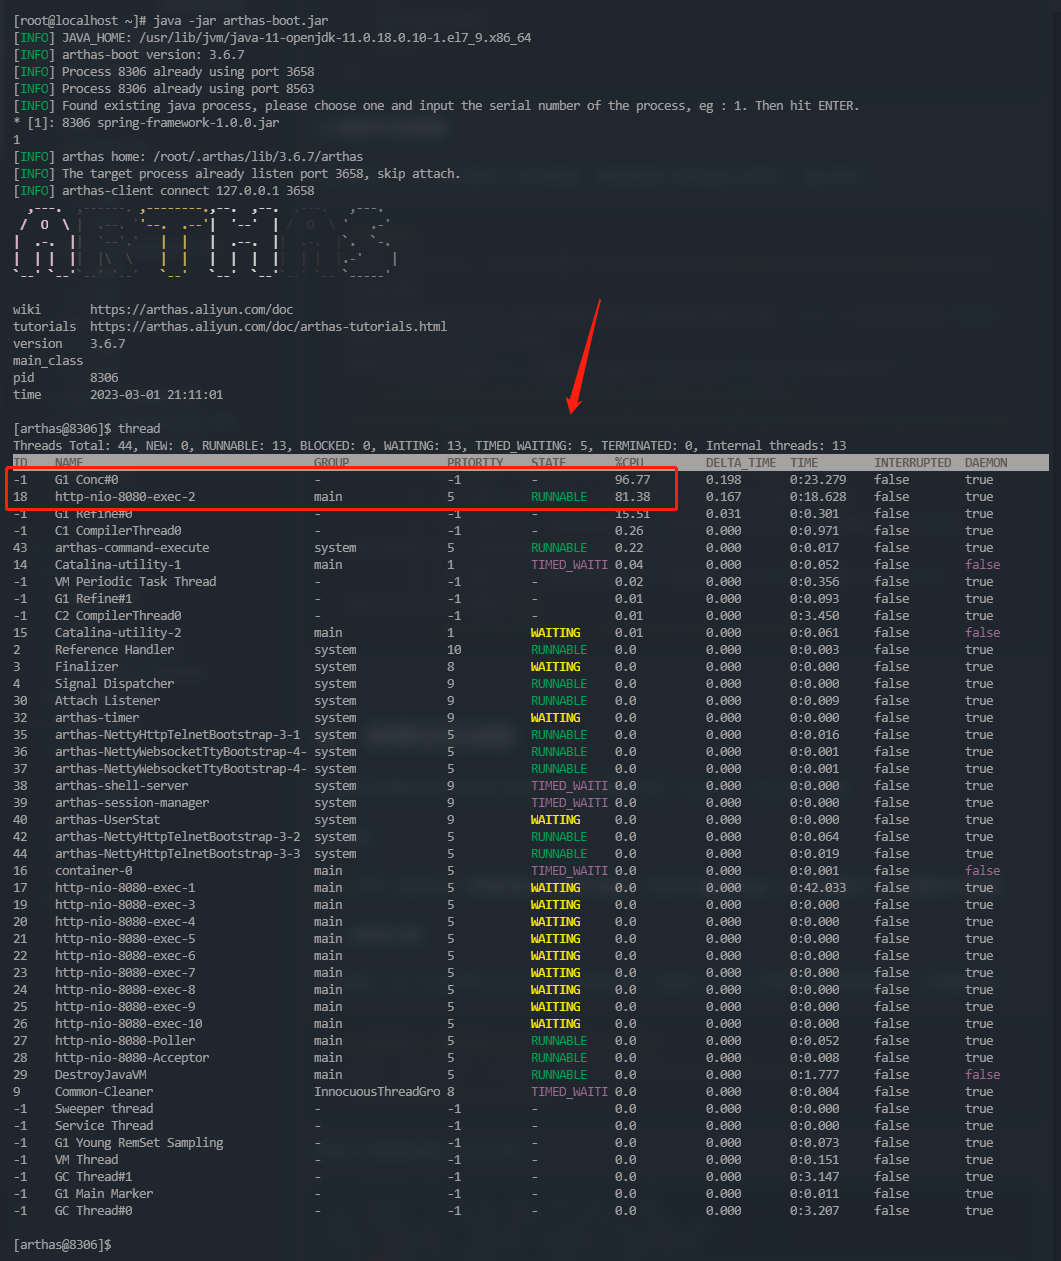 [root@localhost ~]# java -jar arthas-boot.jar
[INFO] JAVA_HOME: /usr/lib/jvm/java-11-openjdk-11.0.18.0.10-1.el7_9.x86_64
[INFO] arthas-boot version: 3.6.7
[INFO] Process 8306 already using port 3658
[INFO] Process 8306 already using port 8563
[INFO] Found existing java process, please choose one and input the serial number of the process, eg : 1. Then hit ENTER.
* [1]: 8306 spring-framework-1.0.0.jar
1
[INFO] arthas home: /root/.arthas/lib/3.6.7/arthas
[INFO] The target process already listen port 3658, skip attach.
[INFO] arthas-client connect 127.0.0.1 3658
ARTHAS
wiki https://arthas.aliyun.com/doc
tutorials https://arthas.aliyun.com/doc/arthas-tutorials.html
version 3.6.7
main_class
pid 8306
time 2023-03-01 21:11:01
[arthas@8306]$ thread
Threads Total: 44, NEW: 0, RUNNABLE: 13, BLOCKED: 0, WAITING: 13, TIMED_WAITING: 5, TERMINATED: 0, Internal threads: 13
ID NAME GROUP PRIORITY STATE %CPU DELTA_TIME TIME INTERRUPTED DAEMON
-1 G1 Conc#0 - -1 - 96.77 0.198 0:23.279 false true
18 http-nio-8080-exec-2 main 5 RUNNABLE 81.38 0.167 0:18.628 false true
-1 G1 Refine#0 - -1 - 15.51 0.031 0:0.301 false true
-1 C1 CompilerThread0 - -1 - 0.26 0.000 0:0.971 false true
43 arthas-command-execute system 5 RUNNABLE 0.22 0.000 0:0.017 false true
14 Catalina-utility-1 main 1 TIMED_WAITI 0.04 0.000 0:0.052 false false
-1 VM Periodic Task Thread - -1 - 0.02 0.000 0:0.356 false true
-1 G1 Refine#1 - -1 - 0.01 0.000 0:0.093 false true
-1 C2 CompilerThread0 - -1 - 0.01 0.000 0:3.450 false true
15 Catalina-utility-2 main 1 WAITING 0.01 0.000 0:0.061 false false
2 Reference Handler system 10 RUNNABLE 0.0 0.000 0:0.003 false true
3 Finalizer system 8 WAITING 0.0 0.000 0:0.000 false true
4 Signal Dispatcher system 9 RUNNABLE 0.0 0.000 0:0.000 false true
30 Attach Listener system 9 RUNNABLE 0.0 0.000 0:0.009 false true
32 arthas-timer system 9 WAITING 0.0 0.000 0:0.000 false true
35 arthas-NettyHttpTelnetBootstrap-3-1 system 5 RUNNABLE 0.0 0.000 0:0.016 false true
36 arthas-NettyWebsocketTtyBootstrap-4- system 5 RUNNABLE 0.0 0.000 0:0.001 false true
37 arthas-NettyWebsocketTtyBootstrap-4- system 5 RUNNABLE 0.0 0.000 0:0.001 false true
38 arthas-shell-server system 9 TIMED_WAITI 0.0 0.000 0:0.000 false true
39 arthas-session-manager system 9 TIMED_WAITI 0.0 0.000 0:0.000 false true
40 arthas-UserStat system 9 WAITING 0.0 0.000 0:0.000 false true
42 arthas-NettyHttpTelnetBootstrap-3-2 system 5 RUNNABLE 0.0 0.000 0:0.064 false true
44 arthas-NettyHttpTelnetBootstrap-3-3 system 5 RUNNABLE 0.0 0.000 0:0.019 false true
16 container-0 main 5 TIMED_WAITI 0.0 0.000 0:0.001 false false
17 http-nio-8080-exec-1 main 5 WAITING 0.0 0.000 0:42.033 false true
19 http-nio-8080-exec-3 main 5 WAITING 0.0 0.000 0:0.000 false true
20 http-nio-8080-exec-4 main 5 WAITING 0.0 0.000 0:0.000 false true
21 http-nio-8080-exec-5 main 5 WAITING 0.0 0.000 0:0.000 false true
22 http-nio-8080-exec-6 main 5 WAITING 0.0 0.000 0:0.000 false true
23 http-nio-8080-exec-7 main 5 WAITING 0.0 0.000 0:0.000 false true
24 http-nio-8080-exec-8 main 5 WAITING 0.0 0.000 0:0.000 false true
25 http-nio-8080-exec-9 main 5 WAITING 0.0 0.000 0:0.000 false true
26 http-nio-8080-exec-10 main 5 WAITING 0.0 0.000 0:0.000 false true
27 http-nio-8080-Poller main 5 RUNNABLE 0.0 0.000 0:0.052 false true
28 http-nio-8080-Acceptor main 5 RUNNABLE 0.0 0.000 0:0.008 false true
29 DestroyJavaVM main 5 RUNNABLE 0.0 0.000 0:1.777 false false
9 Common-Cleaner InnocuousThreadGro 8 TIMED_WAITI 0.0 0.000 0:0.004 false true
-1 Sweeper thread - -1 - 0.0 0.000 0:0.000 false true
-1 Service Thread - -1 - 0.0 0.000 0:0.000 false true
-1 G1 Young RemSet Sampling - -1 - 0.0 0.000 0:0.073 false true
-1 VM Thread - -1 - 0.0 0.000 0:0.151 false true
-1 GC Thread#1 - -1 - 0.0 0.000 0:3.147 false true
-1 G1 Main Marker - -1 - 0.0 0.000 0:0.011 false true
-1 GC Thread#0 - -1 - 0.0 0.000 0:3.207 false true
[arthas@8306]$